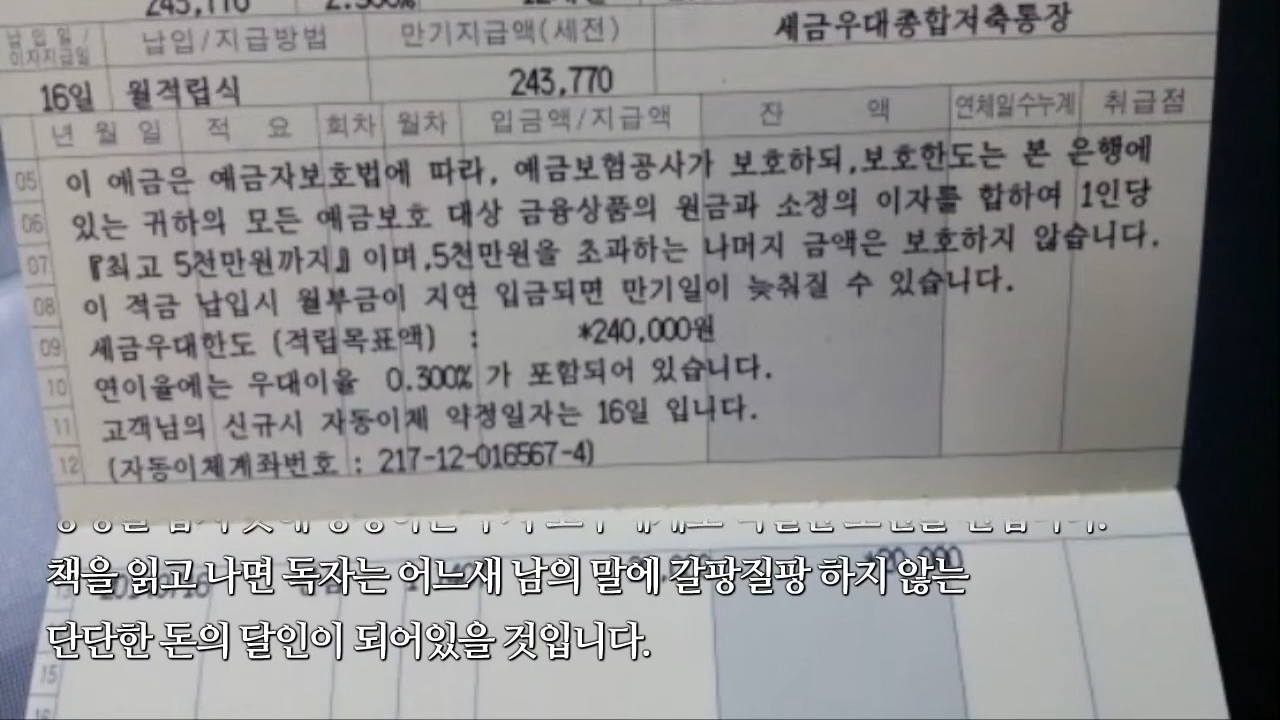 243,770 2.300%
납입일/
이자지급일 납입/지급방법 만기지급액(세전) 세금우대종합저축통장
16일 월적립식 243,770
년 월 일 적 요 회차 월차 입금액/지급액 잔 액 연체일수누계 취급점
05 이 예금은 예금자보호법에 따라, 예금보험공사가 보호하되,보호한도는 본 은행에
06 있는 귀하의 모든 예금보호 대상 금융상품의 원금과 소정의 이자를 합하여 1인당
07 『최고 5천만원까지』이며,5천만원을 초과하는 나머지 금액은 보호하지 않습니다.
08 이 적금 납입시 월부금이 지연 입금되면 만기일이 늦춰질 수 있습니다.
09 세금우대한도 (적립목표액) : *240,000원
10 연이율에는 우대이율 0.300% 가 포함되어 있습니다.
11 고객님의 신규시 자동이체 약정일자는 16일 입니다.
12 (자동이체계좌번호 : 217-12-016567-4)
책을 읽고 나면 독자는 어느새 남의 말에 갈팡질팡 하지 않는
단단한 돈의 달인이 되어있을 것입니다.
15
16